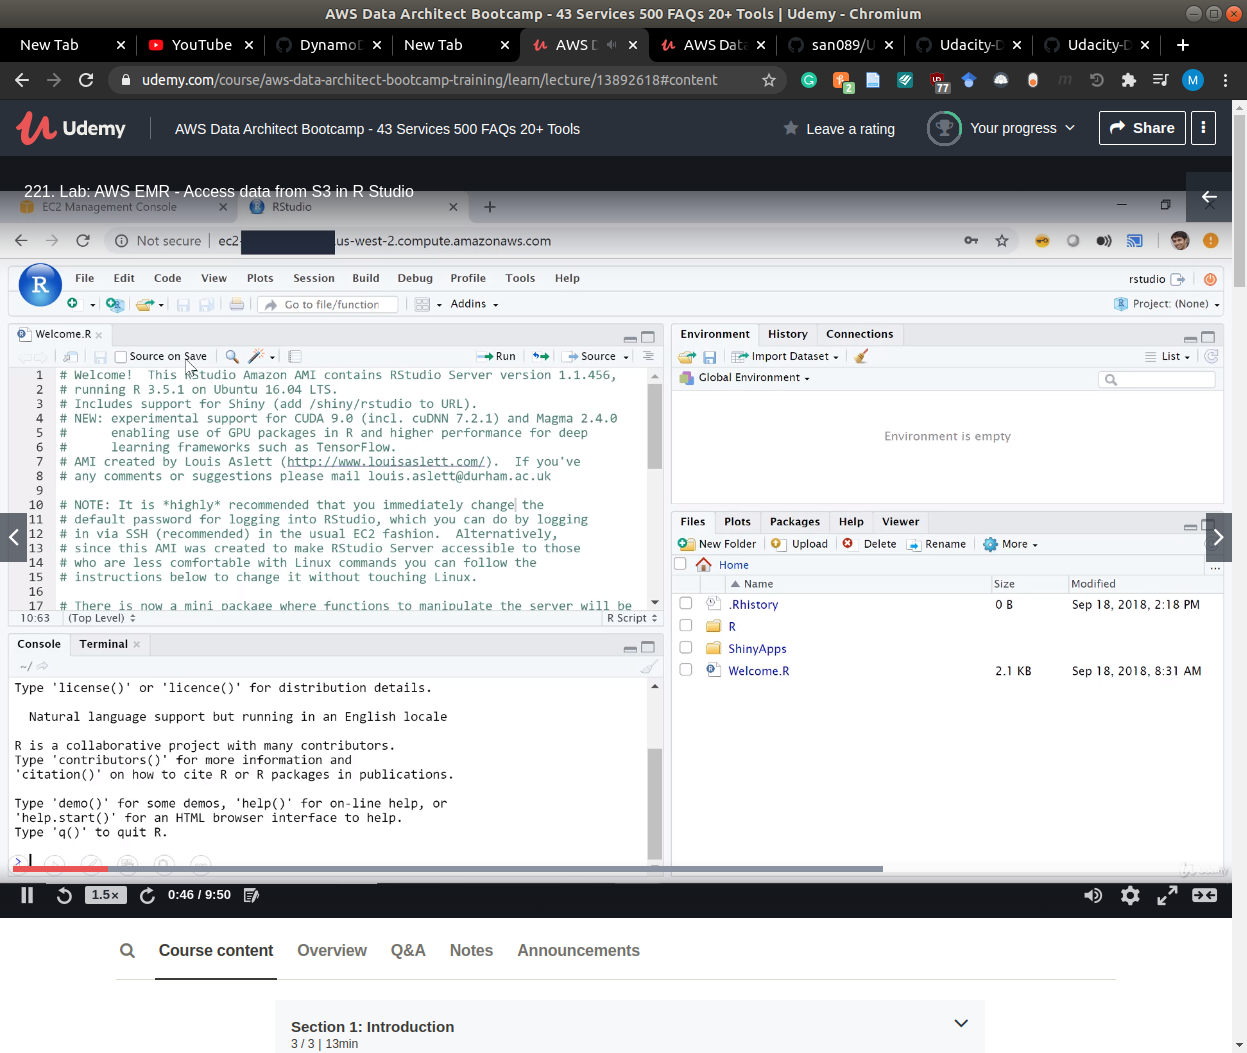 AWS Data Architect Bootcamp - 43 Services 500 FAQs 20+ Tools | Udemy - Chromium
New Tab
YouTube
Dynamo
New Tab
AWS D
AWS Data
san089/U
Udacity-D
Udacity-D
udemy.com/course/aws-data-architect-bootcamp-training/learn/lecture/13892618#content
2
77
M
Udemy
AWS Data Architect Bootcamp - 43 Services 500 FAQs 20+ Tools
Leave a rating
Your progress
Share
221. Lab: AWS EMR - Access data from S3 in R Studio
EC2 Management Console
RStudio
Not secure
ec2-
.us-west-2.compute.amazonaws.com
R
File Edit Code View Plots Session Build Debug Profile Tools Help
rstudio
Go to file/function
Addins
Project: (None)
Welcome.R
Source on Save
Run
Source
1 # Welcome!  This RStudio Amazon AMI contains RStudio Server version 1.1.456,
2 # running R 3.5.1 on Ubuntu 16.04 LTS.
3 # Includes support for Shiny (add /shiny/rstudio to URL).
4 # NEW: experimental support for CUDA 9.0 (incl. cuDNN 7.2.1) and Magma 2.4.0
5 #      enabling use of GPU packages in R and higher performance for deep
6 #      learning frameworks such as TensorFlow.
7 # AMI created by Louis Aslett (http://www.louisaslett.com/).  If you've
8 # any comments or suggestions please mail louis.aslett@durham.ac.uk
9
10 # NOTE: It is *highly* recommended that you immediately change the
11 # default password for logging into RStudio, which you can do by logging
12 # in via SSH (recommended) in the usual EC2 fashion.  Alternatively,
13 # since this AMI was created to make RStudio Server accessible to those
14 # who are less comfortable with Linux commands you can follow the
15 # instructions below to change it without touching Linux.
16
17 # There is now a mini package where functions to manipulate the server will be
10:63
(Top Level)
R Script
Environment History Connections
Import Dataset
List
Global Environment
Environment is empty
Files Plots Packages Help Viewer
New Folder Upload Delete Rename More
Home
...
Name Size Modified
.Rhistory 0 B Sep 18, 2018, 2:18 PM
R
ShinyApps
Welcome.R 2.1 KB Sep 18, 2018, 8:31 AM
Console Terminal
~/
Type 'license()' or 'licence()' for distribution details.
Natural language support but running in an English locale
R is a collaborative project with many contributors.
Type 'contributors()' for more information and
'citation()' on how to cite R or R packages in publications.
Type 'demo()' for some demos, 'help()' for on-line help, or
'help.start()' for an HTML browser interface to help.
Type 'q()' to quit R.
>
Udemy
1.5×
0:46 / 9:50
Course content
Overview
Q&A
Notes
Announcements
Section 1: Introduction
3 / 3 | 13min